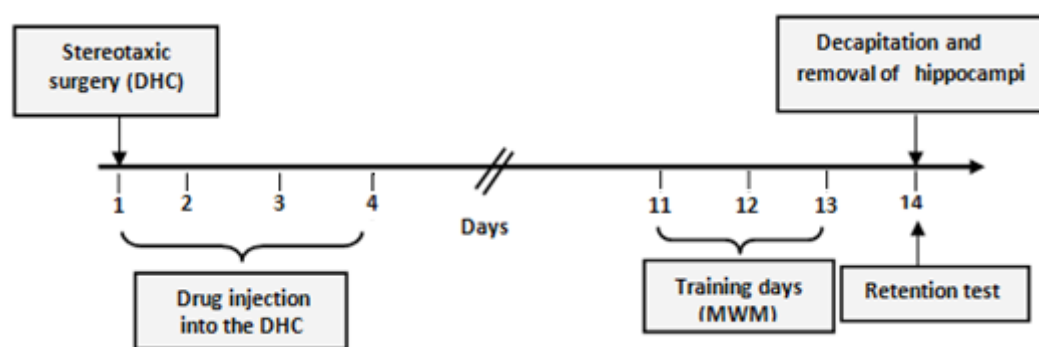 Stereotaxic
surgery (DHC)
Decapitation and
removal of hippocampi
1 2 3 4 11 12 13 14
Days
Drug injection
into the DHC
Training days
(MWM)
Retention test